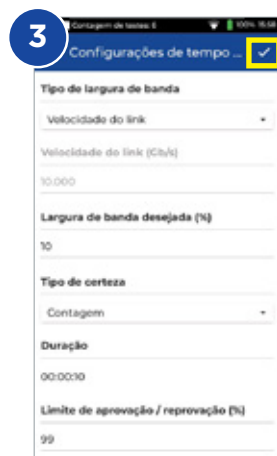 3
Contagem de testes: 6
100% 15:58
Configurações de tempo ...
Tipo de largura de banda
Velocidade do link
Velocidade do link (Gb/s)
10.000
Largura de banda desejada (%)
10
Tipo de certeza
Contagem
Duração
00:00:10
Limite de aprovação / reprovação (%)
99